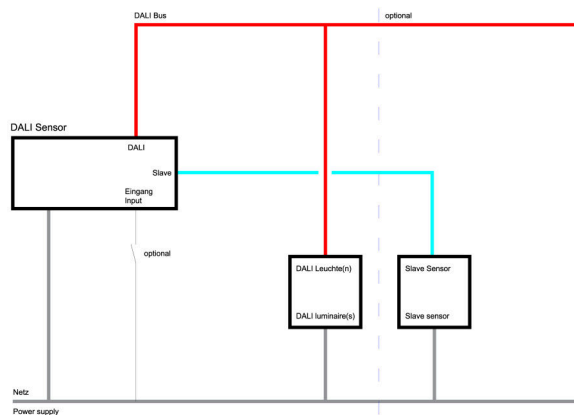 DALI Bus
optional
DALI Sensor
DALI
Slave
Eingang
Input
optional
DALI Leuchte(n)
DALI luminaire(s)
Slave Sensor
Slave sensor
Netz
Power supply